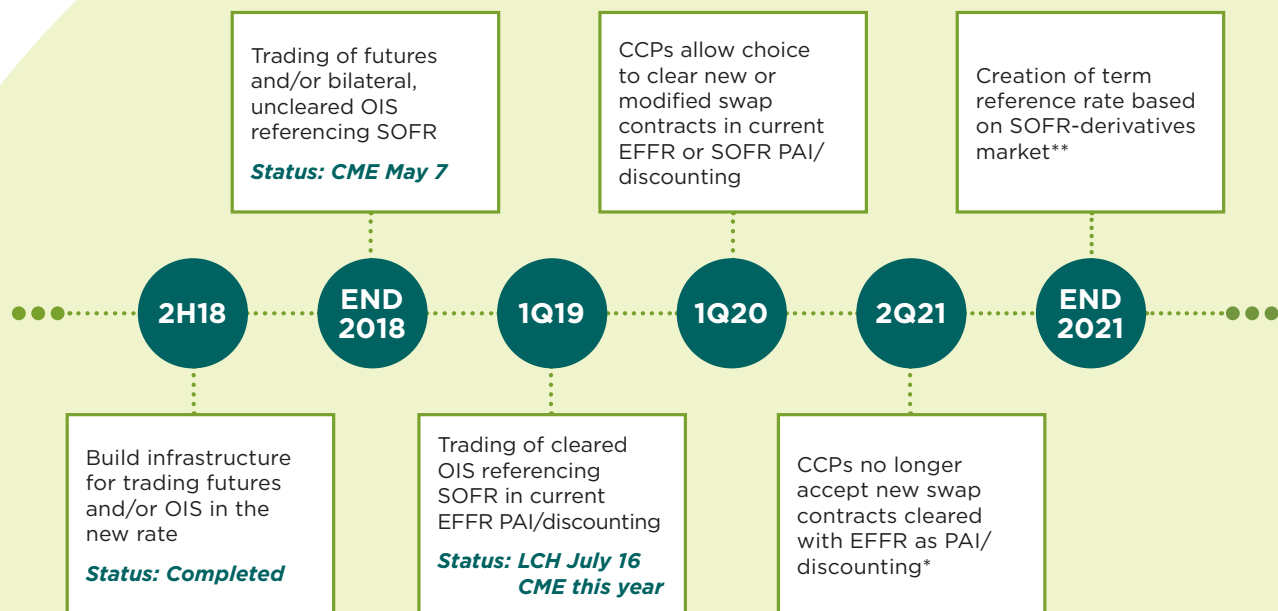 Trading of futures
and/or bilateral,
uncleared OIS
referencing SOFR
Status: CME May 7
CCPs allow choice
to clear new or
modified swap
contracts in current
EFFR or SOFR PAI/
discounting
Creation of term
reference rate based
on SOFR-derivatives
market**
2H18
END
2018
1Q19
1Q20
2Q21
END
2021
Build infrastructure
for trading futures
and/or OIS in the
new rate
Status: Completed
Trading of cleared
OIS referencing
SOFR in current
EFFR PAI/discounting
Status: LCH July 16
CME this year
CCPs no longer
accept new swap
contracts cleared
with EFFR as PAI/
discounting*